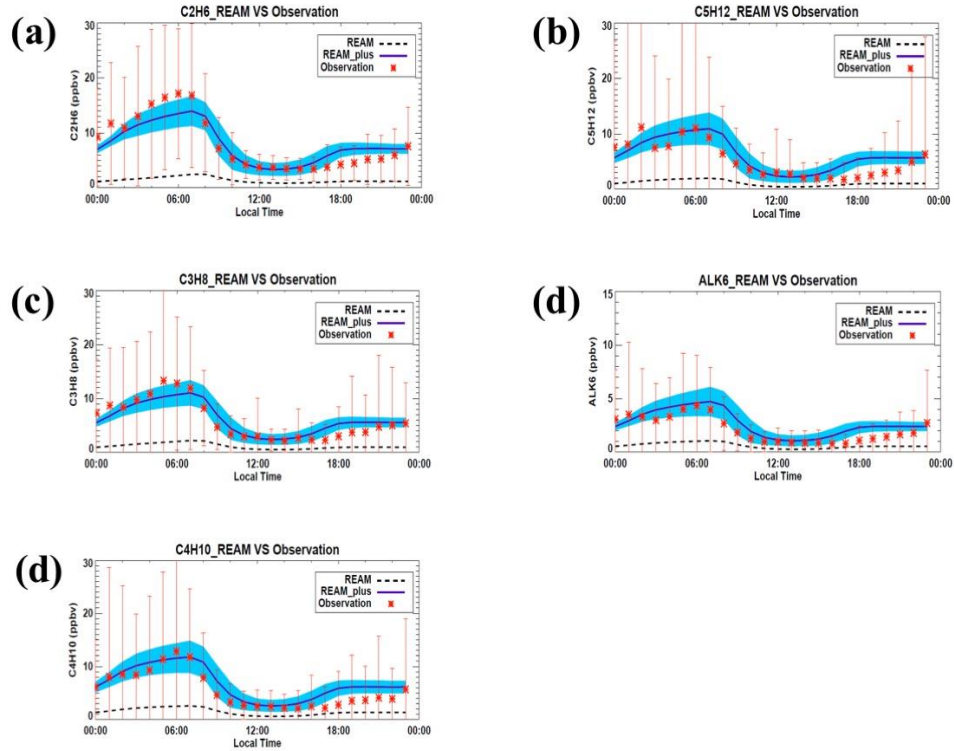 (a)
C2H6_REAM VS Observation
REAM
REAM_plus
Observation
C2H6 (ppbv)
30
20
10
0
00:00 06:00 12:00 18:00 00:00
Local Time
(b)
C5H12_REAM VS Observation
REAM
REAM_plus
Observation
C5H12 (ppbv)
30
20
10
0
00:00 06:00 12:00 18:00 00:00
Local Time
(c)
C3H8_REAM VS Observation
REAM
REAM_plus
Observation
C3H8 (ppbv)
30
20
10
0
00:00 06:00 12:00 18:00 00:00
Local Time
(d)
ALK6_REAM VS Observation
REAM
REAM_plus
Observation
ALK6 (ppbv)
15
10
5
0
00:00 06:00 12:00 18:00 00:00
Local Time
(d)
C4H10_REAM VS Observation
REAM
REAM_plus
Observation
C4H10 (ppbv)
30
20
10
0
00:00 06:00 12:00 18:00 00:00
Local Time